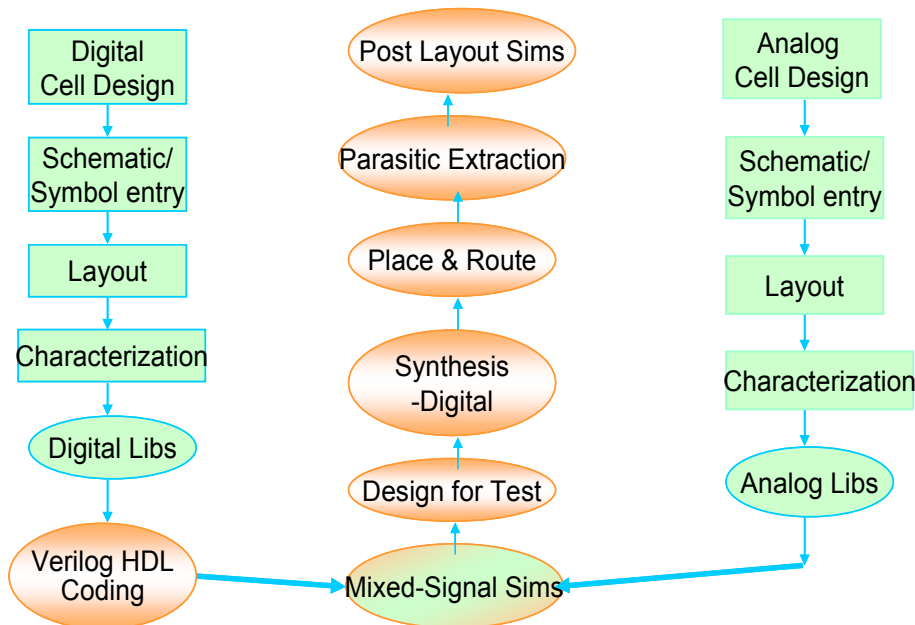 Digital
Cell Design
Schematic/
Symbol entry
Layout
Characterization
Digital Libs
Verilog HDL
Coding
Post Layout Sims
Parasitic Extraction
Place & Route
Synthesis
-Digital
Design for Test
Mixed-Signal Sims
Analog
Cell Design
Schematic/
Symbol entry
Layout
Characterization
Analog Libs